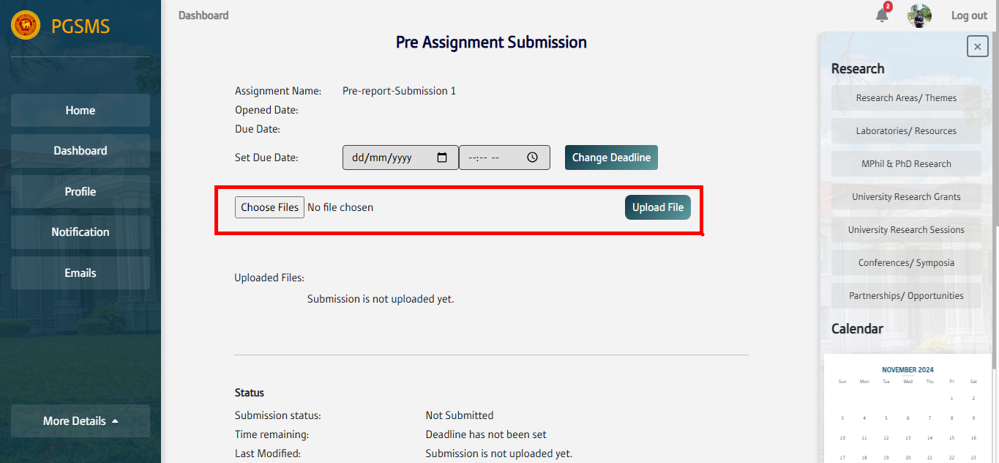 PGSMS
Home
Dashboard
Profile
Notification
Emails
More Details
Dashboard
2
Log out
Pre Assignment Submission
Assignment Name: Pre-report-Submission 1
Opened Date:
Due Date:
Set Due Date: dd/mm/yyyy --:-- -- Change Deadline
Choose Files No file chosen Upload File
Uploaded Files:
Submission is not uploaded yet.
Status
Submission status: Not Submitted
Time remaining: Deadline has not been set
Last Modified: Submission is not uploaded yet.
Research
Research Areas/ Themes
Laboratories/ Resources
MPhil & PhD Research
University Research Grants
University Research Sessions
Conferences/ Symposia
Partnerships/ Opportunities
Calendar
NOVEMBER 2024
Sun Mon Tue Wed Thu Fri Sat
1 2
3 4 5 6 7 8 9
10 11 12 13 14 15 16
17 18 19 20 21 22 23